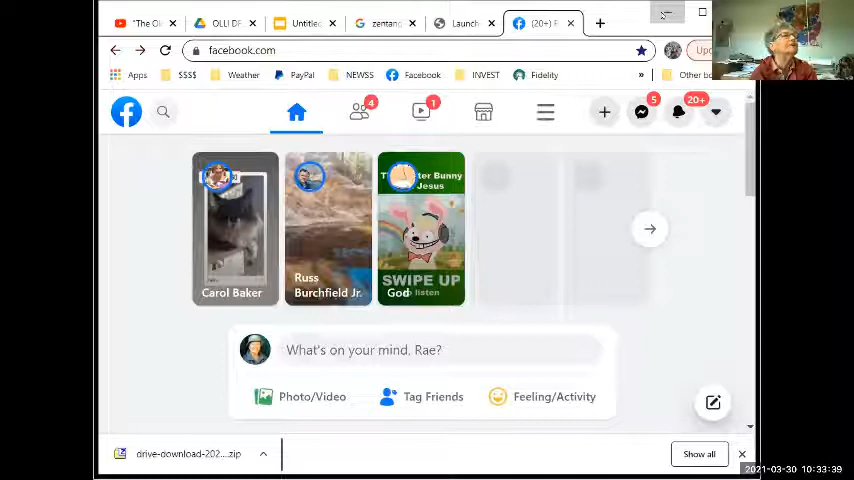 "The Ol
OLLI DF
Untitled
zentang
Launch
(20+) F
facebook.com
Apps
$$$$
Weather
PayPal
NEWSS
Facebook
INVEST
Fidelity
»
Other bo
4
1
5
20+
ter Bunny
Jesus
Carol Baker
Russ
Burchfield Jr.
SWIPE UP
to listen
God
What's on your mind, Rae?
Photo/Video
Tag Friends
Feeling/Activity
drive-download-202....zip
Show all
2021-03-30 10:33:39